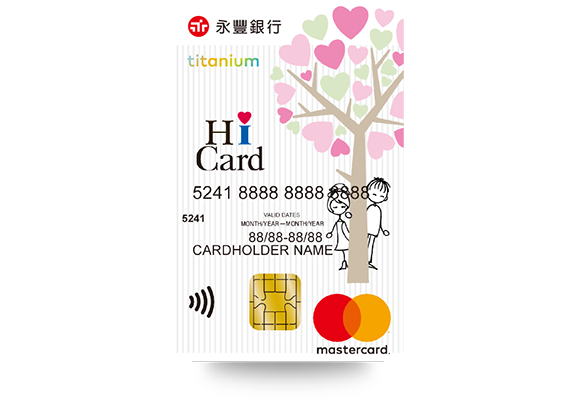 永豐銀行
titanium
Hi
Card
5241 8888 8888 8888
5241
VALID DATES
MONTH/YEAR—MONTH/YEAR
88/88-88/88
CARDHOLDER NAME
mastercard.